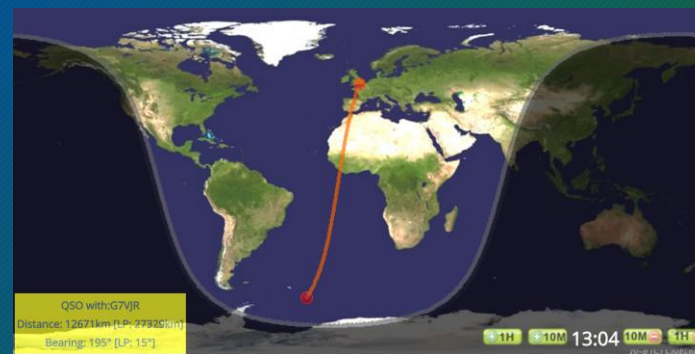 QSO with:G7VJR
Distance: 12671km [LP: 27329km]
Bearing: 195° [LP: 15°]
1H 10M 13:04 10M 1H